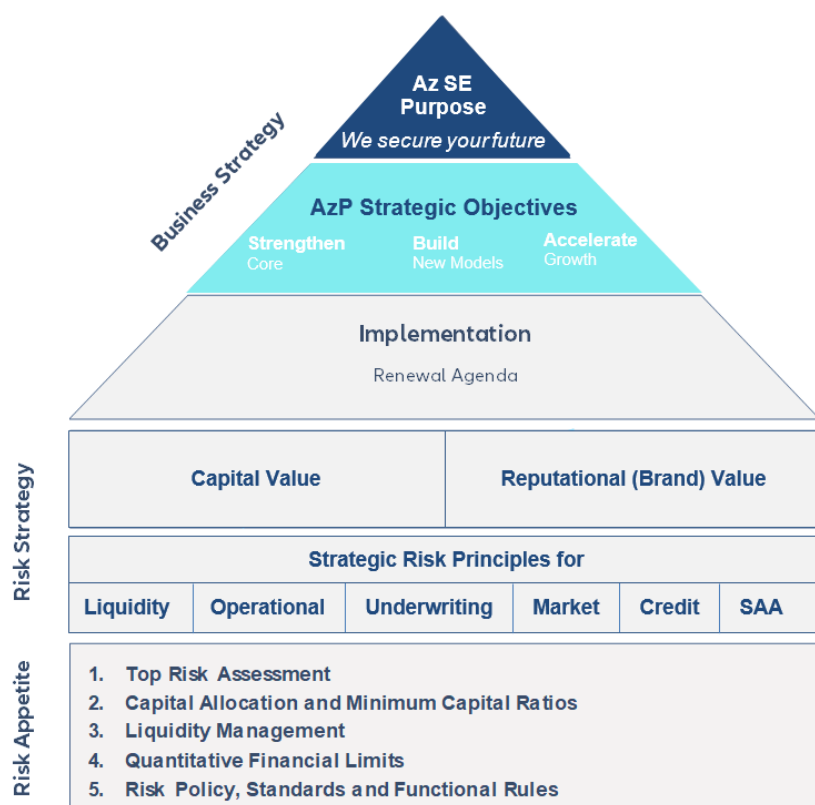 Az SE
Purpose
We secure your future
Business Strategy
AzP Strategic Objectives
Strengthen
Core
Build
New Models
Accelerate
Growth
Implementation
Renewal Agenda
Risk Strategy
Capital Value
Reputational (Brand) Value
Strategic Risk Principles for
Liquidity
Operational
Underwriting
Market
Credit
SAA
Risk Appetite
1. Top Risk Assessment
2. Capital Allocation and Minimum Capital Ratios
3. Liquidity Management
4. Quantitative Financial Limits
5. Risk Policy, Standards and Functional Rules